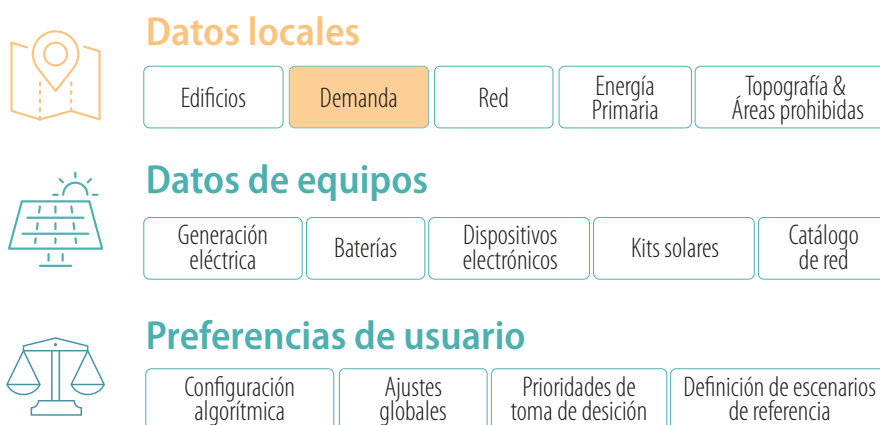 Datos locales
Edificios
Demanda
Red
Energía
Primaria
Topografía &
Áreas prohibidas
Datos de equipos
Generación
eléctrica
Baterías
Dispositivos
electrónicos
Kits solares
Catálogo
de red
Preferencias de usuario
Configuración
algorítmica
Ajustes
globales
Prioridades de
toma de desición
Definición de escenarios
de referencia